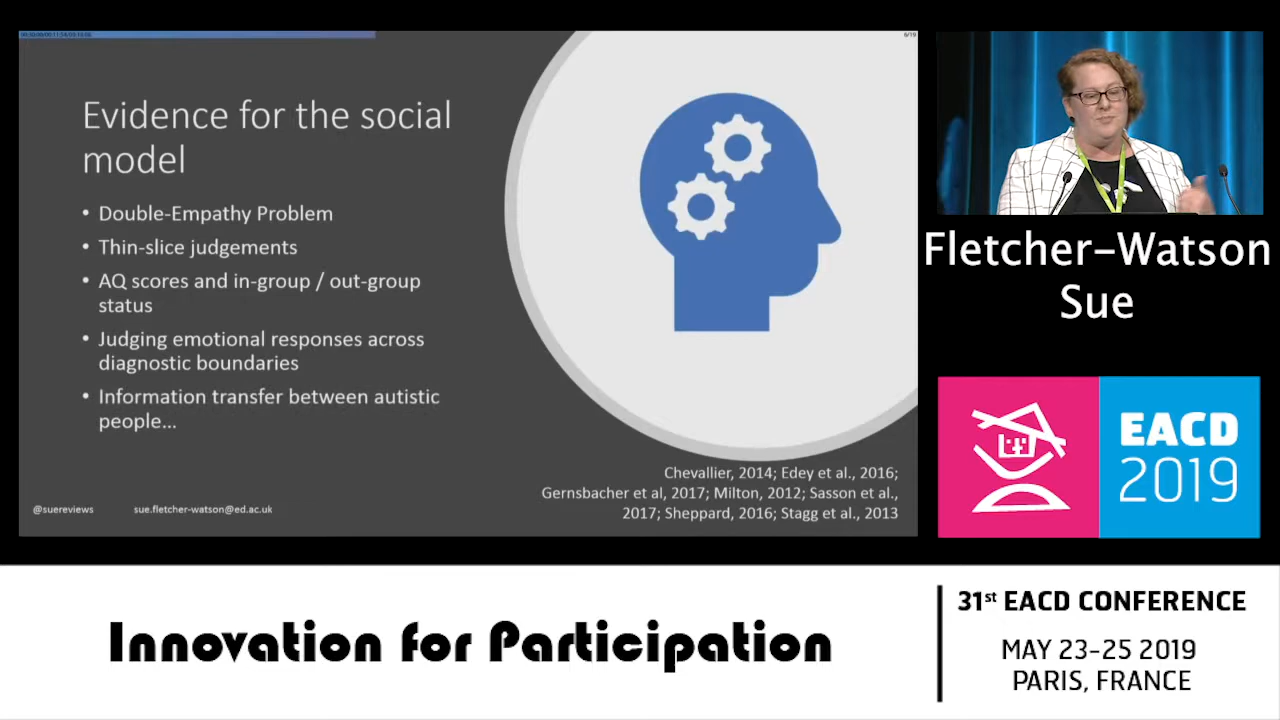 6/19
Evidence for the social
model
• Double-Empathy Problem
• Thin-slice judgements
• AQ scores and in-group / out-group
status
• Judging emotional responses across
diagnostic boundaries
• Information transfer between autistic
people...
Chevallier, 2014; Edey et al., 2016;
Gernsbacher et al, 2017; Milton, 2012; Sasson et al.,
2017; Sheppard, 2016; Stagg et al., 2013
@suereviews sue.fletcher-watson@ed.ac.uk
Fletcher-Watson
Sue
EACD
2019
Innovation for Participation
31st EACD CONFERENCE
MAY 23-25 2019
PARIS, FRANCE